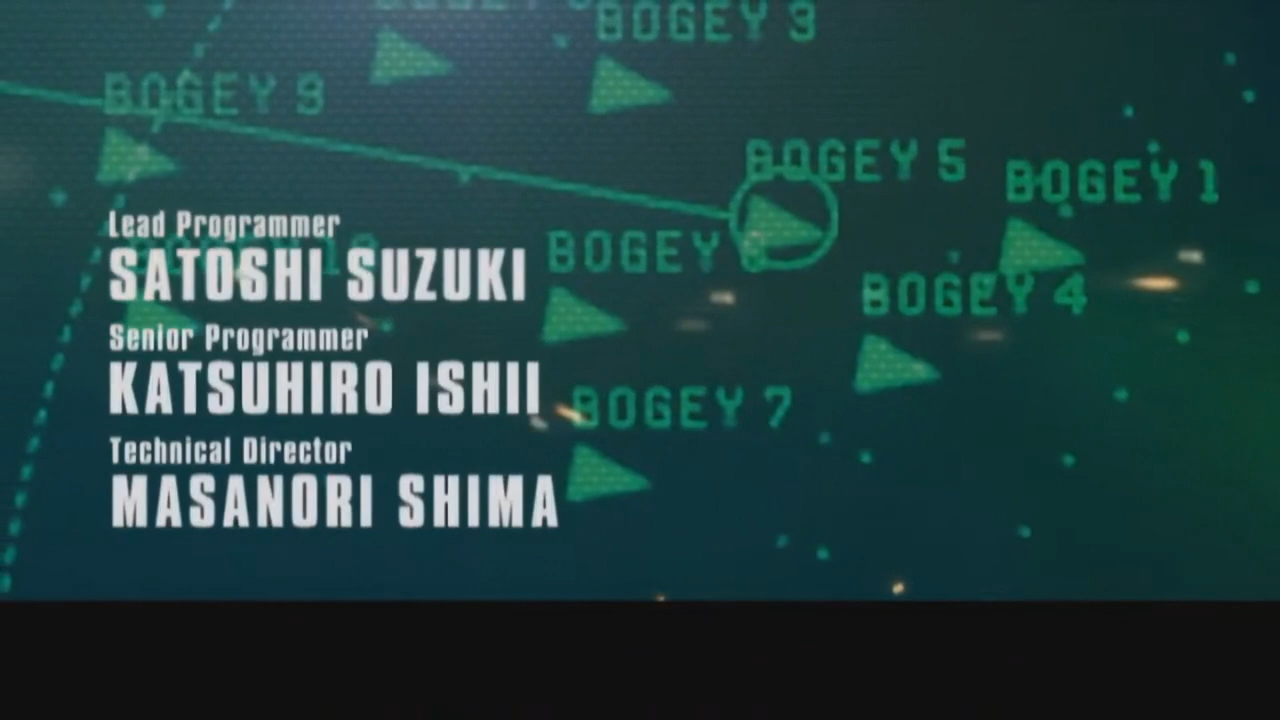 BOGEY 3
BOGEY 9
BOGEY 5
BOGEY 1
Lead Programmer
SATOSHI SUZUKI
BOGEY
BOGEY 4
Senior Programmer
KATSUHIRO ISHII
BOGEY 7
Technical Director
MASANORI SHIMA